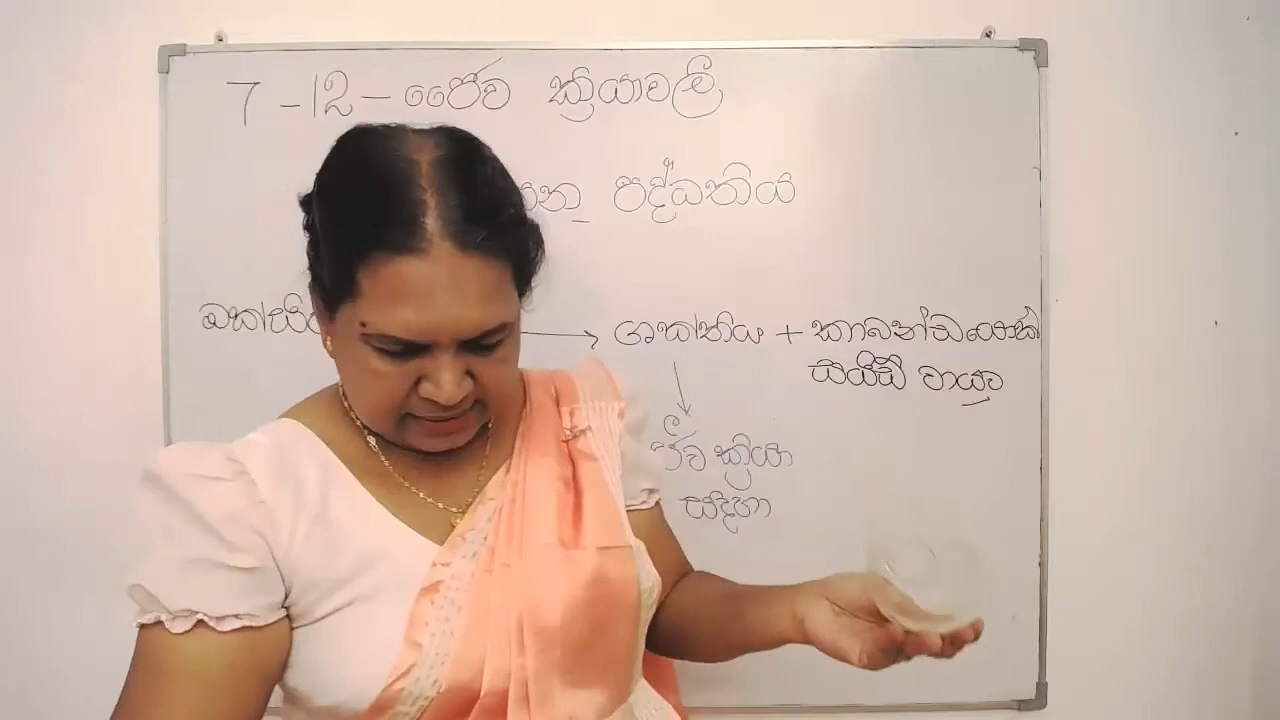 7 - 12 - ජෛව ක්‍රියාවලී
පද්ධතිය
ශක්තිය + කාබන්ඩයොක්
සයිඩ් වායු
ජීව ක්‍රියා
සඳහා